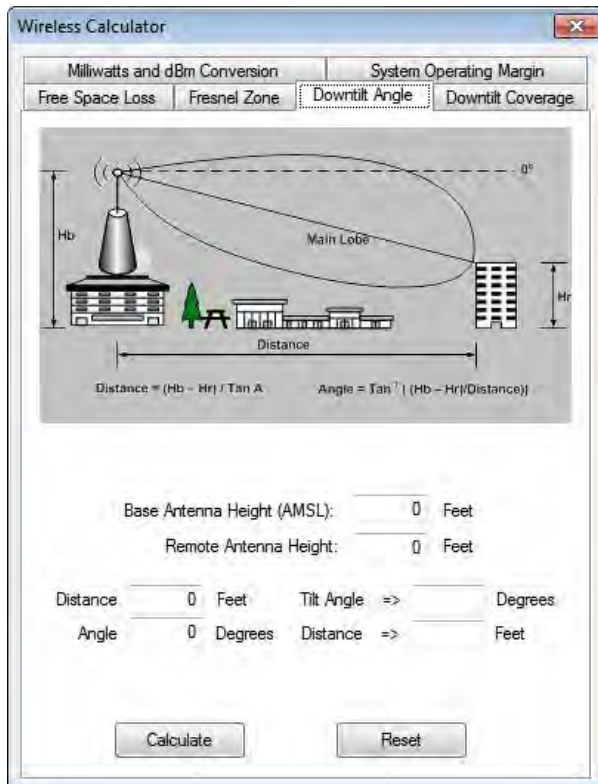 Wireless Calculator
Milliwatts and dBm Conversion System Operating Margin
Free Space Loss Fresnel Zone Downtilt Angle Downtilt Coverage
0°
Hb
Main Lobe
Hr
Distance
Distance = (Hb – Hr) / Tan A Angle = Tan⁻¹ [ (Hb – Hr)/Distance)]
Base Antenna Height (AMSL): 0 Feet
Remote Antenna Height: 0 Feet
Distance 0 Feet Tilt Angle => Degrees
Angle 0 Degrees Distance => Feet
Calculate Reset